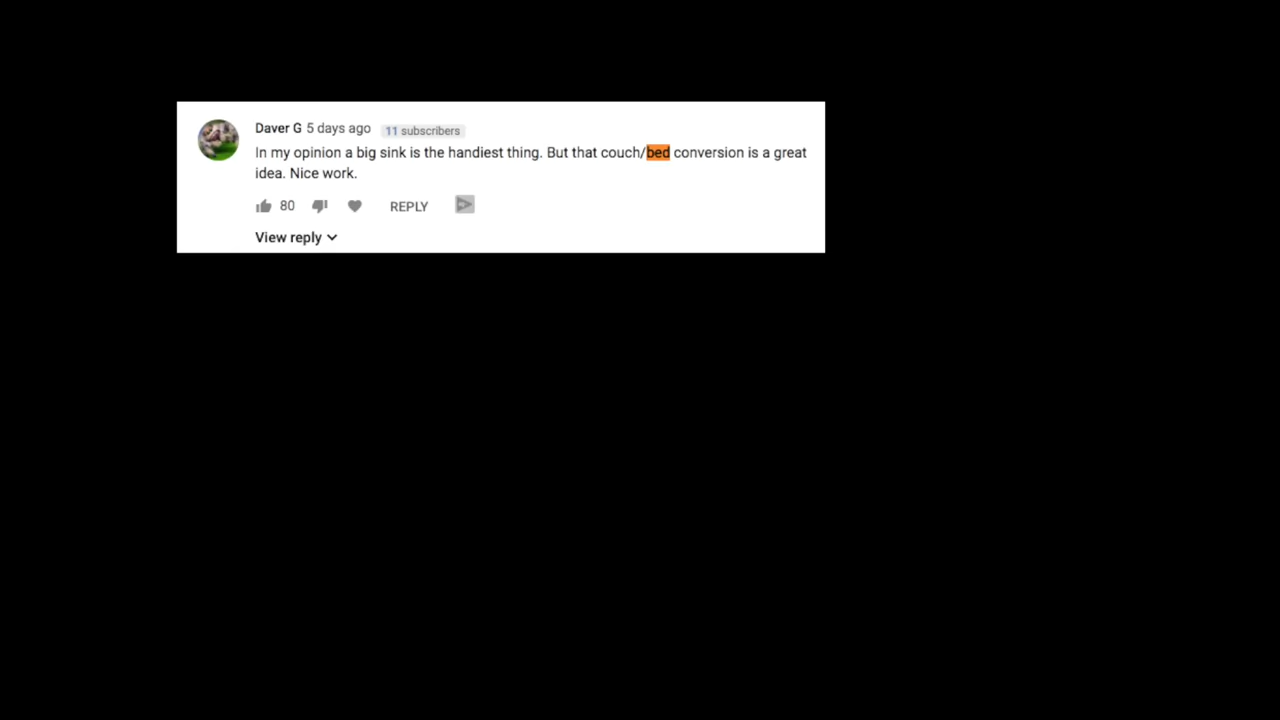 Daver G 5 days ago 11 subscribers
In my opinion a big sink is the handiest thing. But that couch/bed conversion is a great
idea. Nice work.
80 REPLY
View reply